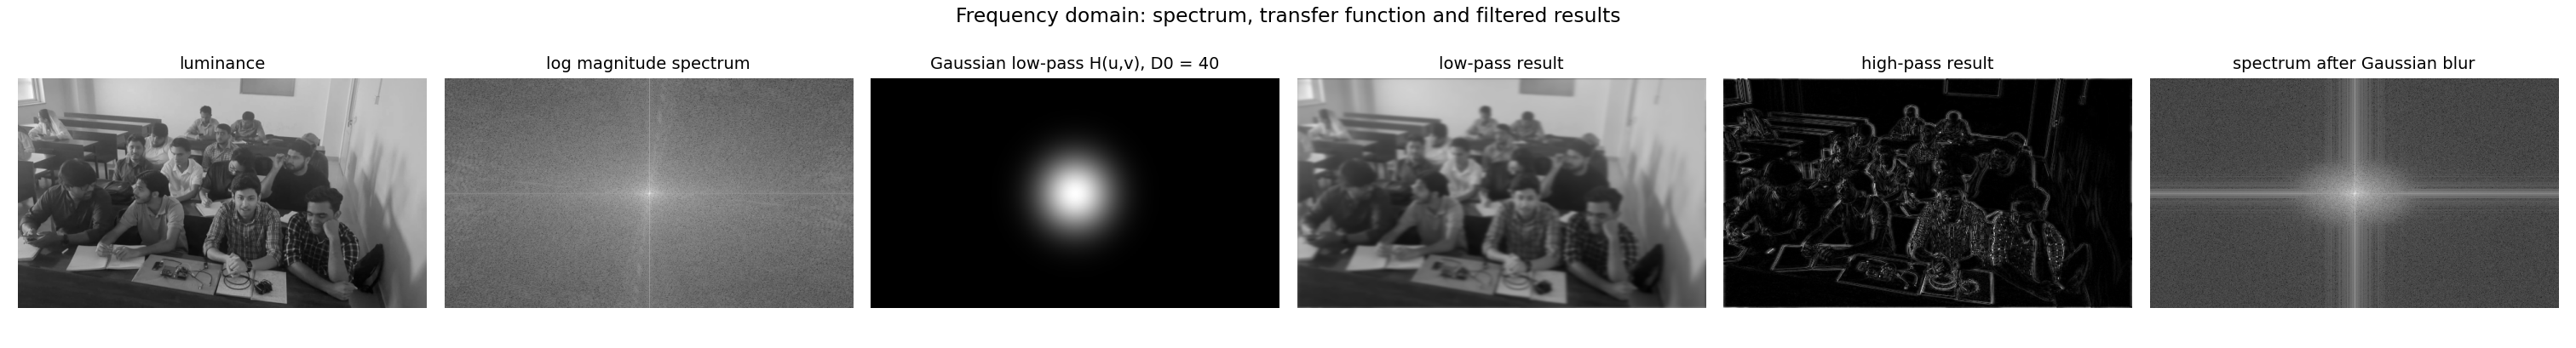 Frequency domain: spectrum, transfer function and filtered results
luminance
log magnitude spectrum
Gaussian low-pass H(u,v), D0 = 40
low-pass result
high-pass result
spectrum after Gaussian blur